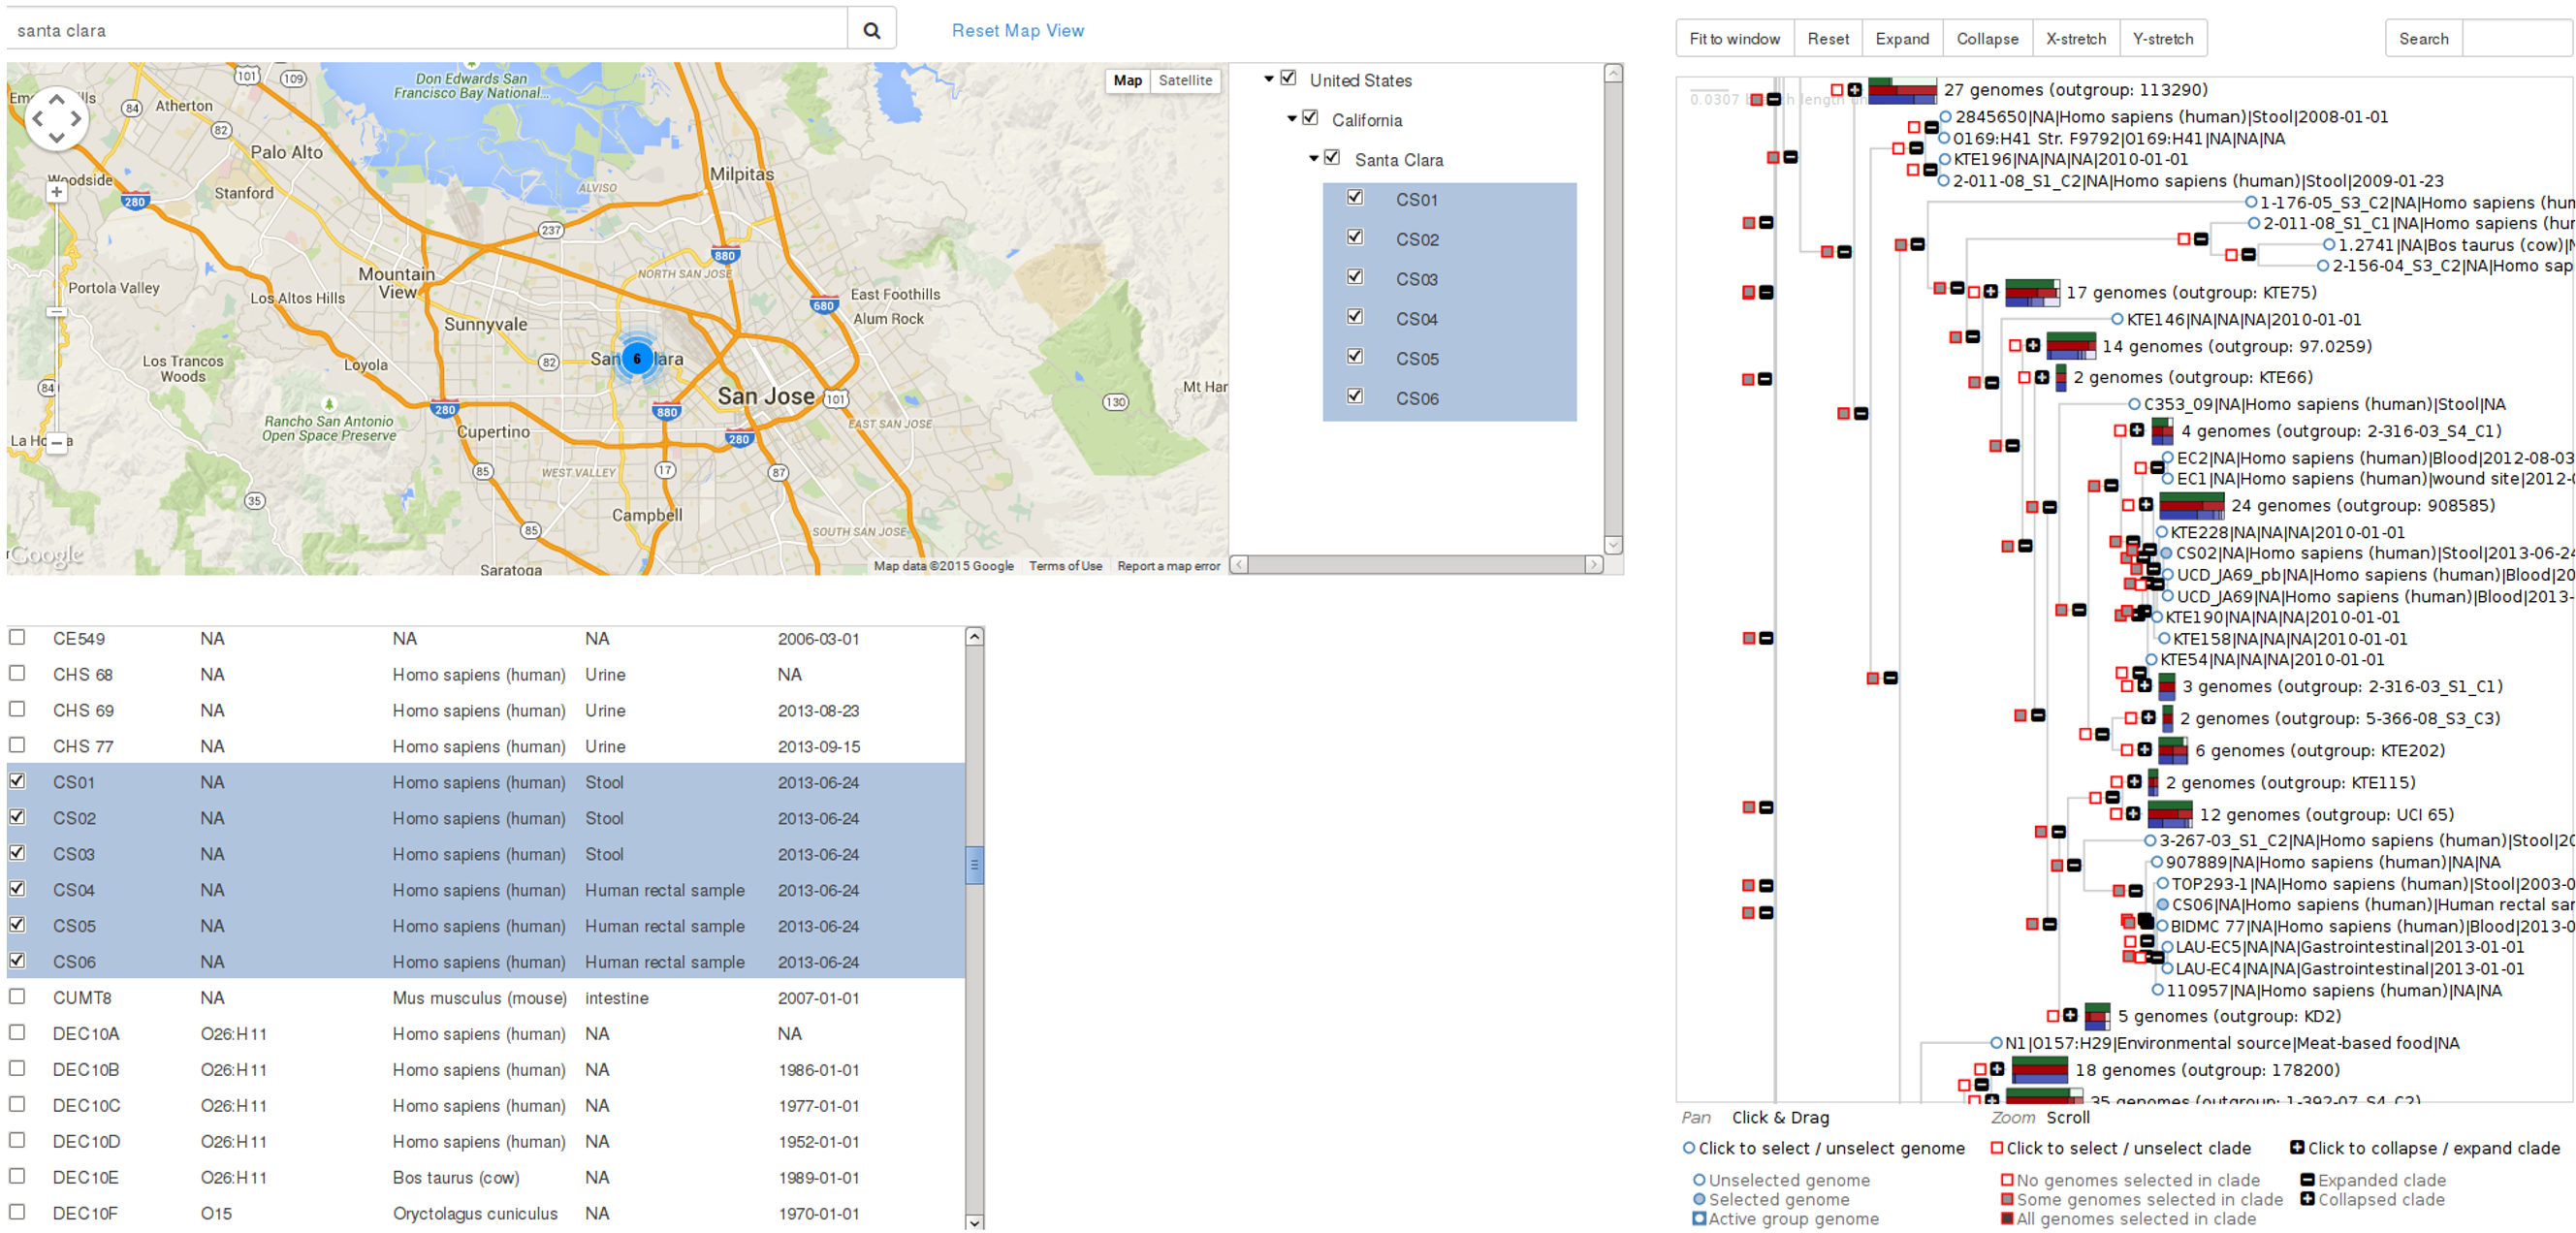 santa clara
Reset Map View
Map Satellite
Don Edwards San
Francisco Bay National...
101
109
84 Atherton
82
Palo Alto
Woodside
Stanford
280
ALVISO
Milpitas
237
880
NORTH SAN JOSE
Mountain
View
Portola Valley
Los Altos Hills
680
East Foothills
Alum Rock
Sunnyvale
82
6
Los Trancos
Woods
Loyola
84
San Jose
101
130
280
880
Rancho San Antonio
Open Space Preserve
EAST SAN JOSE
Cupertino
280
85
WEST VALLEY
17
87
35
Campbell
85
SOUTH SAN JOSE
Google
Saratoga
Map data ©2015 Google Terms of Use Report a map error
United States
California
Santa Clara
CS01
CS02
CS03
CS04
CS05
CS06
CE549 NA NA NA 2006-03-01
CHS 68 NA Homo sapiens (human) Urine NA
CHS 69 NA Homo sapiens (human) Urine 2013-08-23
CHS 77 NA Homo sapiens (human) Urine 2013-09-15
CS01 NA Homo sapiens (human) Stool 2013-06-24
CS02 NA Homo sapiens (human) Stool 2013-06-24
CS03 NA Homo sapiens (human) Stool 2013-06-24
CS04 NA Homo sapiens (human) Human rectal sample 2013-06-24
CS05 NA Homo sapiens (human) Human rectal sample 2013-06-24
CS06 NA Homo sapiens (human) Human rectal sample 2013-06-24
CUMT8 NA Mus musculus (mouse) intestine 2007-01-01
DEC10A O26:H11 Homo sapiens (human) NA NA
DEC10B O26:H11 Homo sapiens (human) NA 1986-01-01
DEC10C O26:H11 Homo sapiens (human) NA 1977-01-01
DEC10D O26:H11 Homo sapiens (human) NA 1952-01-01
DEC10E O26:H11 Bos taurus (cow) NA 1989-01-01
DEC10F O15 Oryctolagus cuniculus NA 1970-01-01
Fit to window Reset Expand Collapse X-stretch Y-stretch Search
0.0307
27 genomes (outgroup: 113290)
2845650|NA|Homo sapiens (human)|Stool|2008-01-01
O169:H41 Str. F9792|O169:H41|NA|NA|NA
KTE196|NA|NA|NA|2010-01-01
2-011-08_S1_C2|NA|Homo sapiens (human)|Stool|2009-01-23
1-176-05_S3_C2|NA|Homo sapiens (hum
2-011-08_S1_C1|NA|Homo sapiens (hu
1.2741|NA|Bos taurus (cow)|
2-156-04_S3_C2|NA|Homo sap
17 genomes (outgroup: KTE75)
KTE146|NA|NA|NA|2010-01-01
14 genomes (outgroup: 97.0259)
2 genomes (outgroup: KTE66)
C353_09|NA|Homo sapiens (human)|Stool|NA
4 genomes (outgroup: 2-316-03_S4_C1)
EC2|NA|Homo sapiens (human)|Blood|2012-08-03
EC1|NA|Homo sapiens (human)|wound site|2012-
24 genomes (outgroup: 908585)
KTE228|NA|NA|NA|2010-01-01
CS02|NA|Homo sapiens (human)|Stool|2013-06-24
UCD_JA69_pb|NA|Homo sapiens (human)|Blood|20
UCD_JA69|NA|Homo sapiens (human)|Blood|2013-
KTE190|NA|NA|NA|2010-01-01
KTE158|NA|NA|NA|2010-01-01
KTE54|NA|NA|NA|2010-01-01
3 genomes (outgroup: 2-316-03_S1_C1)
2 genomes (outgroup: 5-366-08_S3_C3)
6 genomes (outgroup: KTE202)
2 genomes (outgroup: KTE115)
12 genomes (outgroup: UCI 65)
3-267-03_S1_C2|NA|Homo sapiens (human)|Stool|20
907889|NA|Homo sapiens (human)|NA|NA
TOP293-1|NA|Homo sapiens (human)|Stool|2003-0
CS06|NA|Homo sapiens (human)|Human rectal sa
BIDMC 77|NA|Homo sapiens (human)|Blood|2013-0
LAU-EC5|NA|NA|Gastrointestinal|2013-01-01
LAU-EC4|NA|NA|Gastrointestinal|2013-01-01
110957|NA|Homo sapiens (human)|NA|NA
5 genomes (outgroup: KD2)
N1|O157:H29|Environmental source|Meat-based food|NA
18 genomes (outgroup: 178200)
35 genomes (outgroup: 1-392-07_S4_C2)
Pan Click & Drag Zoom Scroll
Click to select / unselect genome Click to select / unselect clade Click to collapse / expand clade
Unselected genome No genomes selected in clade Expanded clade
Selected genome Some genomes selected in clade Collapsed clade
Active group genome All genomes selected in clade